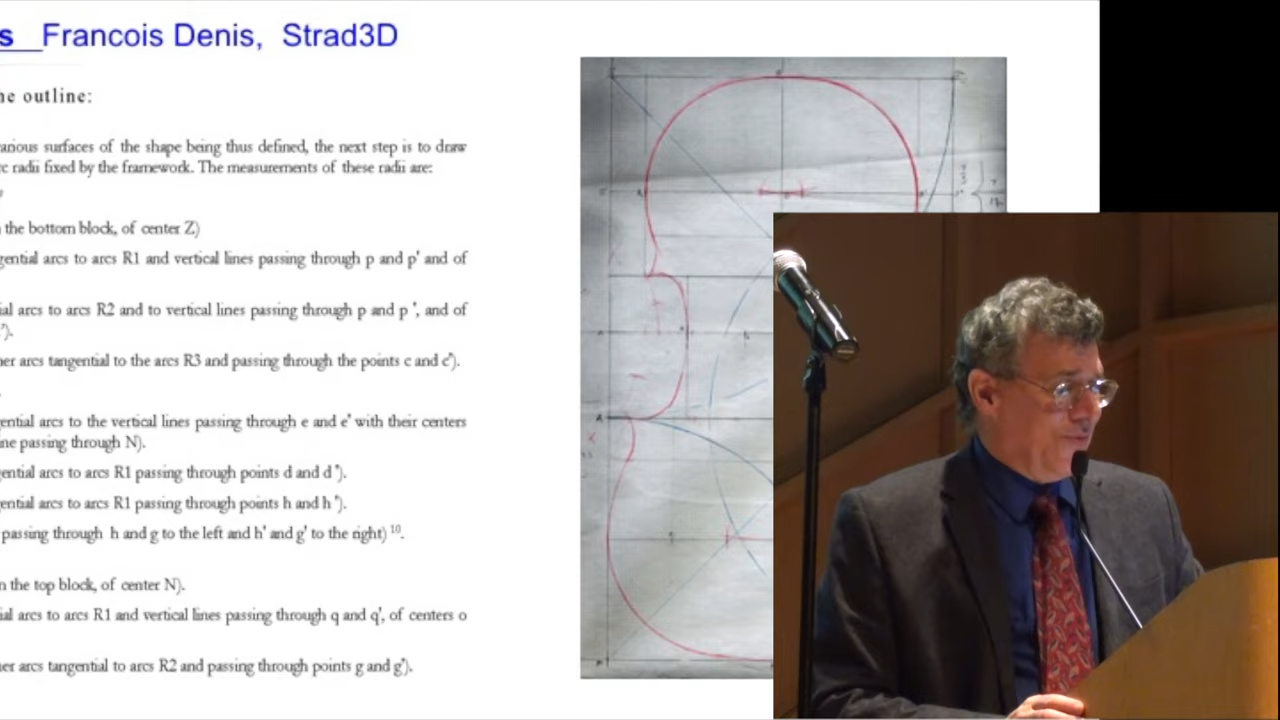 s Francois Denis, Strad3D
he outline:
arious surfaces of the shape being thus defined, the next step is to draw
c radii fixed by the framework. The measurements of these radii are:
the bottom block, of center Z)
gential arcs to arcs R1 and vertical lines passing through p and p' and of
ial arcs to arcs R2 and to vertical lines passing through p and p ', and of
').
her arcs tangential to the arcs R3 and passing through the points c and c').
ential arcs to the vertical lines passing through e and e' with their centers
ne passing through N).
ential arcs to arcs R1 passing through points d and d ').
ential arcs to arcs R1 passing through points h and h ').
passing through h and g to the left and h' and g' to the right) 10.
n the top block, of center N).
ial arcs to arcs R1 and vertical lines passing through q and q', of centers o
her arcs tangential to arcs R2 and passing through points g and g').